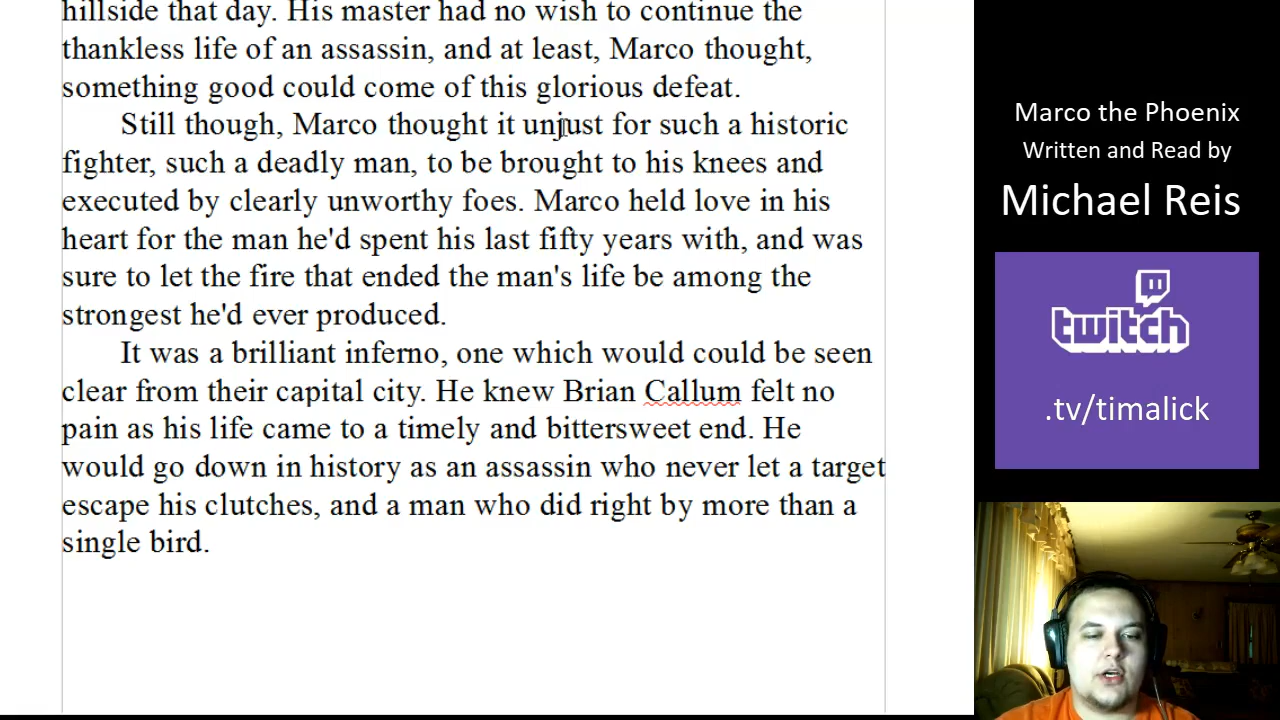 hillside that day. His master had no wish to continue the
thankless life of an assassin, and at least, Marco thought,
something good could come of this glorious defeat.
Still though, Marco thought it unjust for such a historic
fighter, such a deadly man, to be brought to his knees and
executed by clearly unworthy foes. Marco held love in his
heart for the man he'd spent his last fifty years with, and was
sure to let the fire that ended the man's life be among the
strongest he'd ever produced.
It was a brilliant inferno, one which would could be seen
clear from their capital city. He knew Brian Callum felt no
pain as his life came to a timely and bittersweet end. He
would go down in history as an assassin who never let a target
escape his clutches, and a man who did right by more than a
single bird.
Marco the Phoenix
Written and Read by
Michael Reis
twitch
.tv/timalick